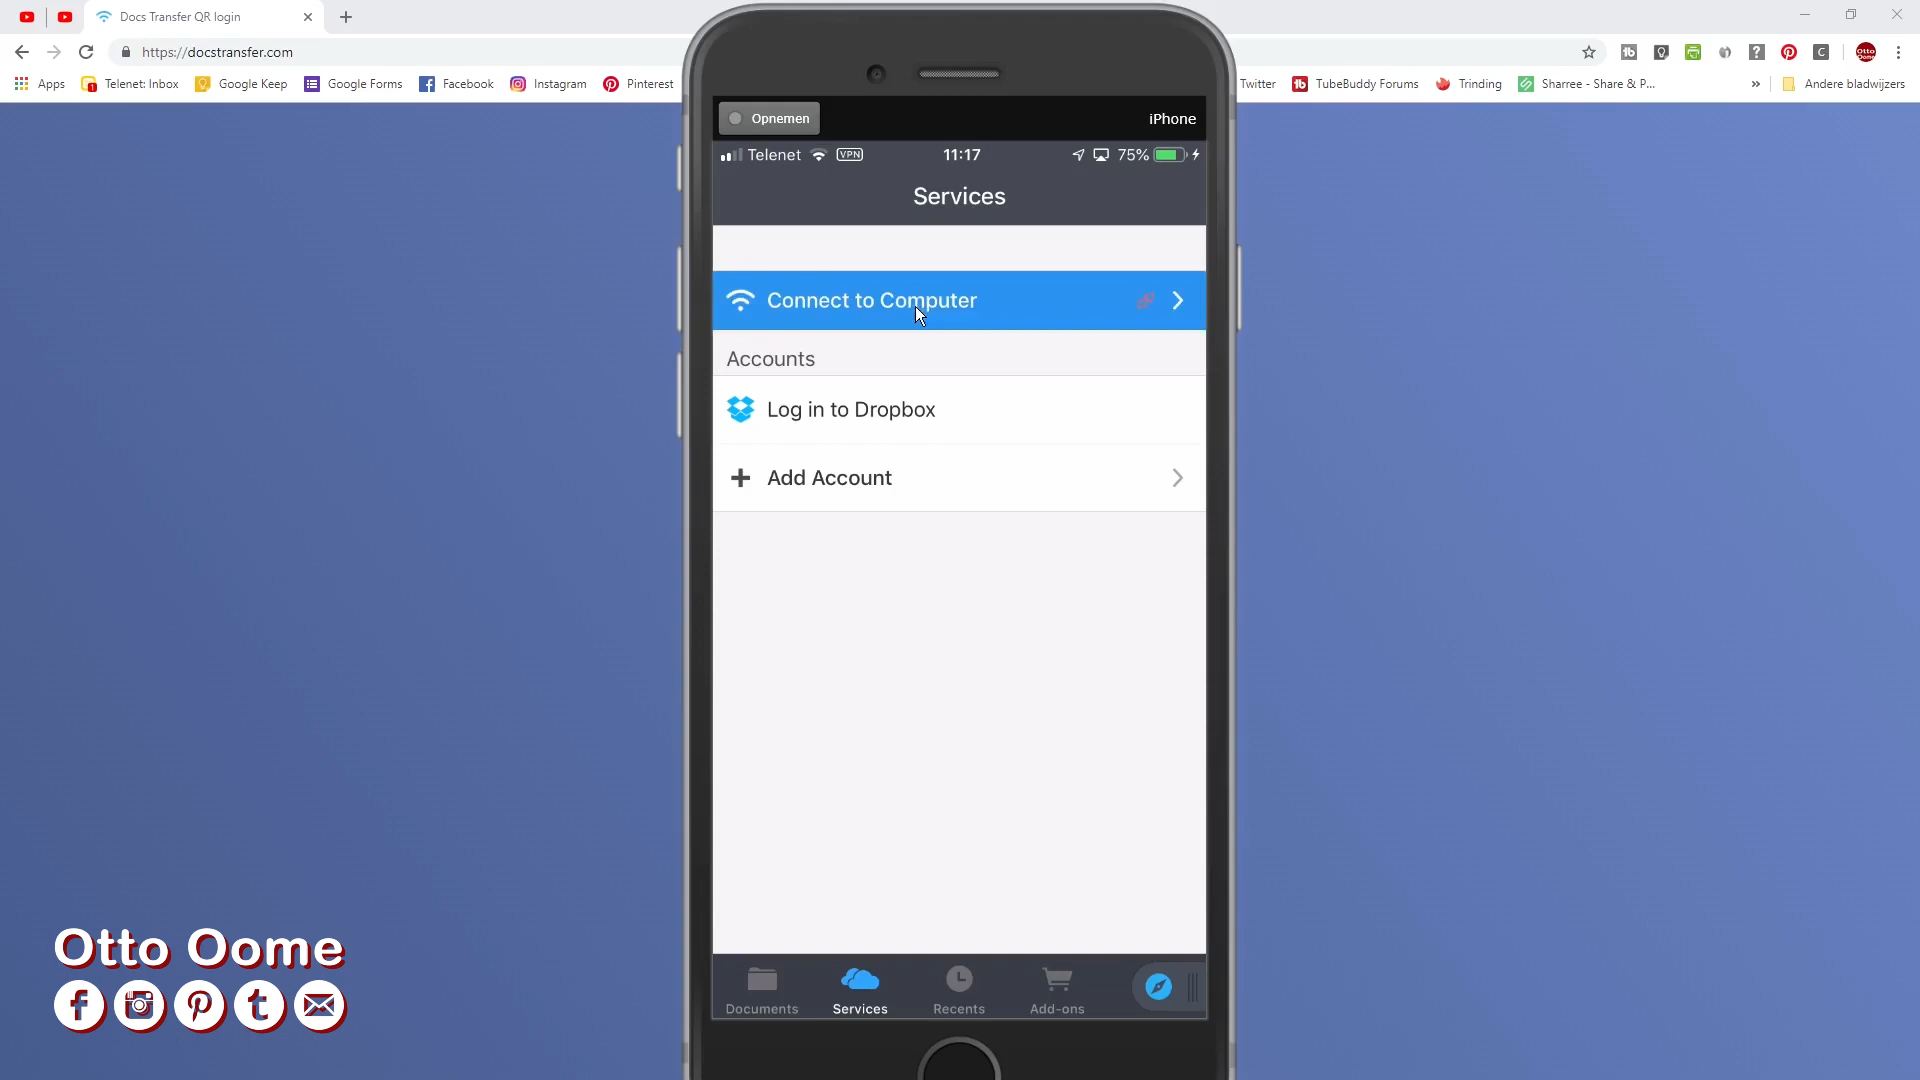 Docs Transfer QR login
https://docstransfer.com
Apps
Telenet: Inbox
Google Keep
Google Forms
Facebook
Instagram
Pinterest
Twitter
TubeBuddy Forums
Trinding
Sharree - Share & P...
»
Andere bladwijzers
Opnemen
iPhone
Telenet
VPN
11:17
75%
Services
Connect to Computer
Accounts
Log in to Dropbox
+ Add Account
Documents
Services
Recents
Add-ons
Otto Oome